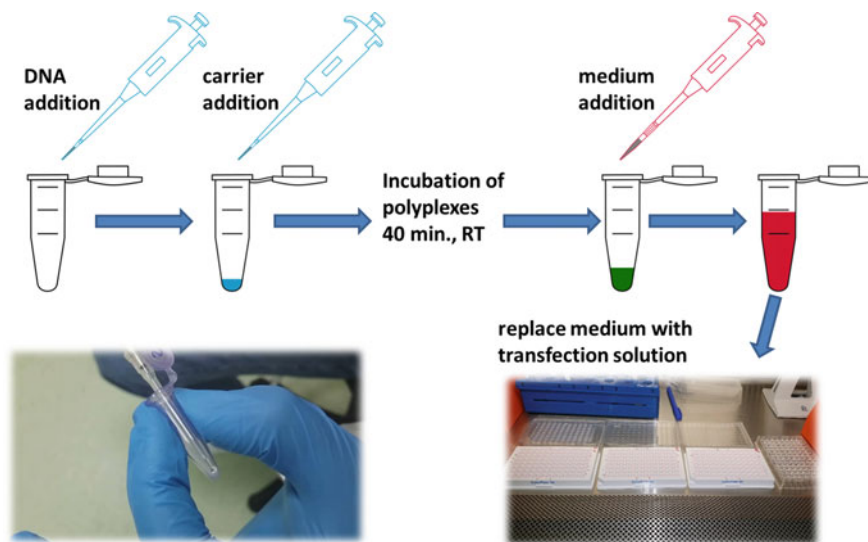 DNA
addition
carrier
addition
medium
addition
Incubation of
polyplexes
40 min., RT
replace medium with
transfection solution